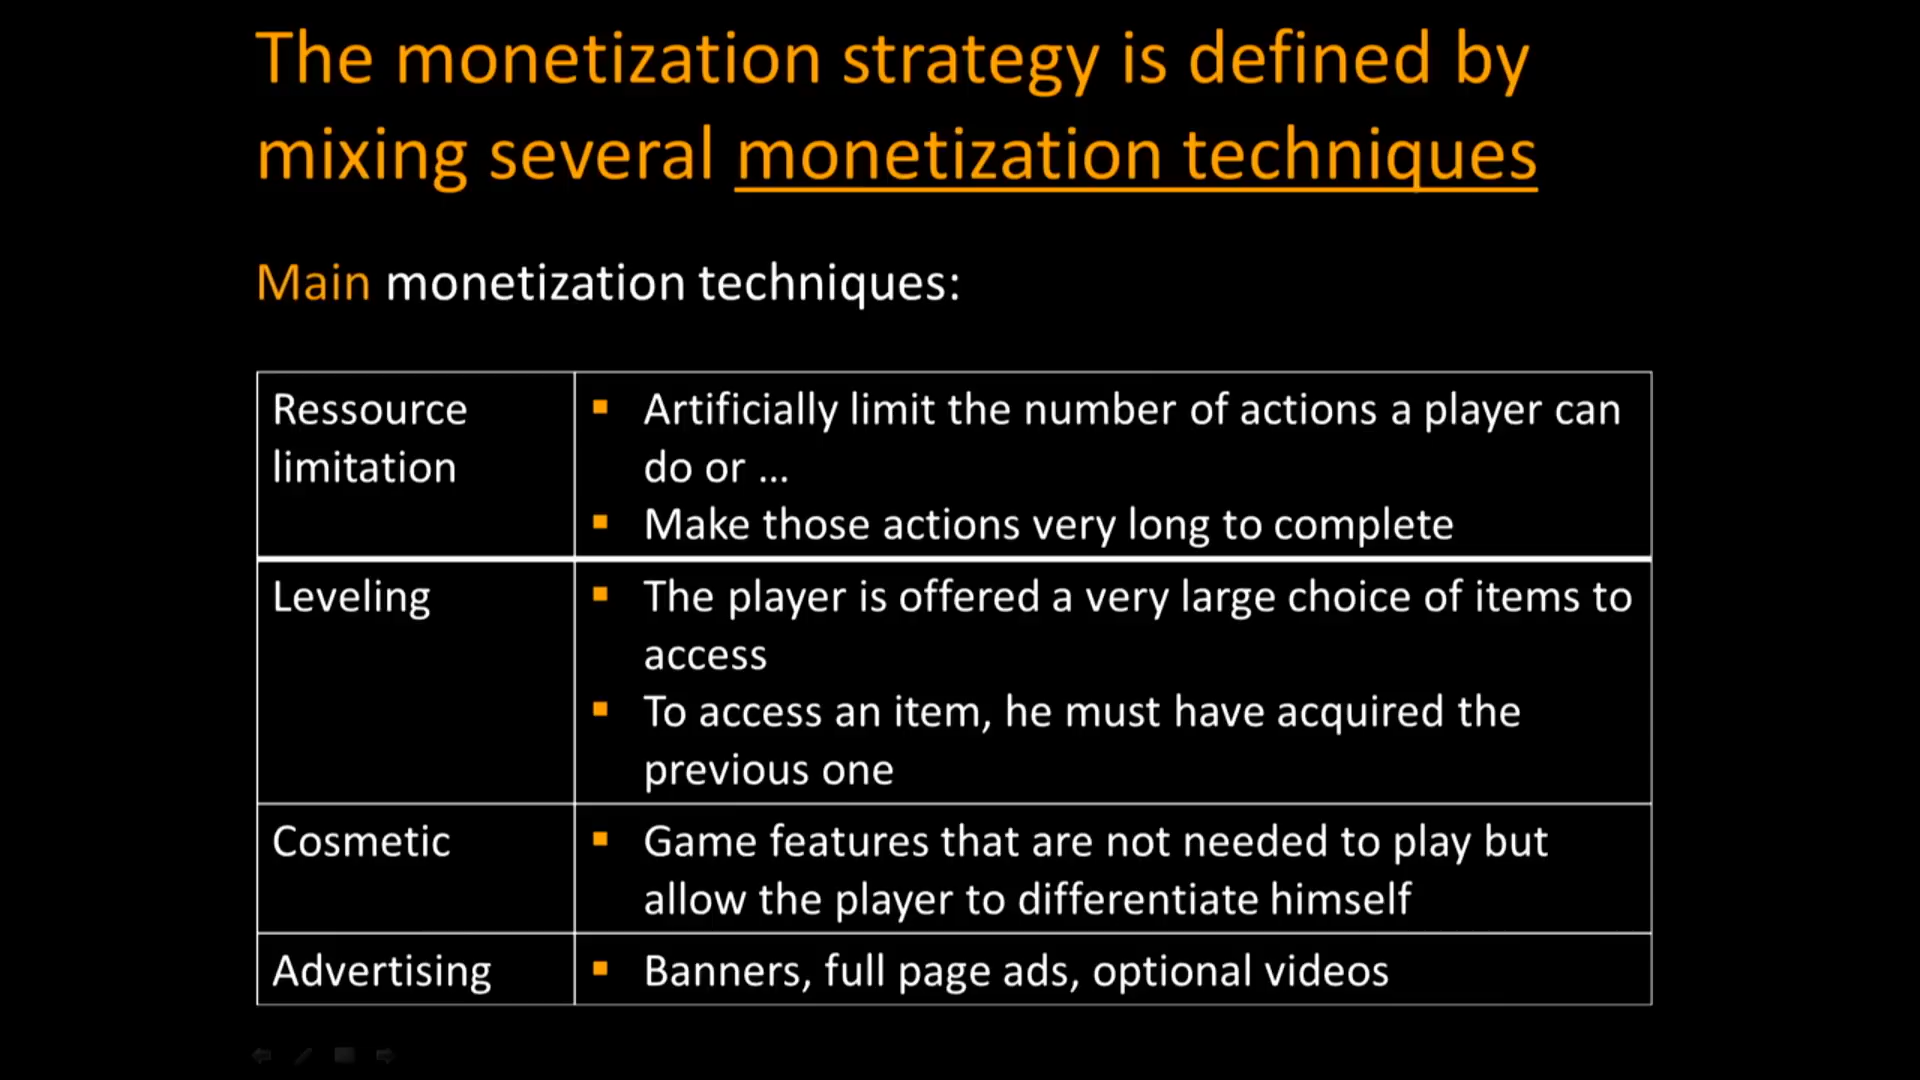 The monetization strategy is defined by
mixing several monetization techniques
Main monetization techniques:
Ressource
limitation
▪ Artificially limit the number of actions a player can
do or ...
▪ Make those actions very long to complete
Leveling
▪ The player is offered a very large choice of items to
access
▪ To access an item, he must have acquired the
previous one
Cosmetic
▪ Game features that are not needed to play but
allow the player to differentiate himself
Advertising
▪ Banners, full page ads, optional videos